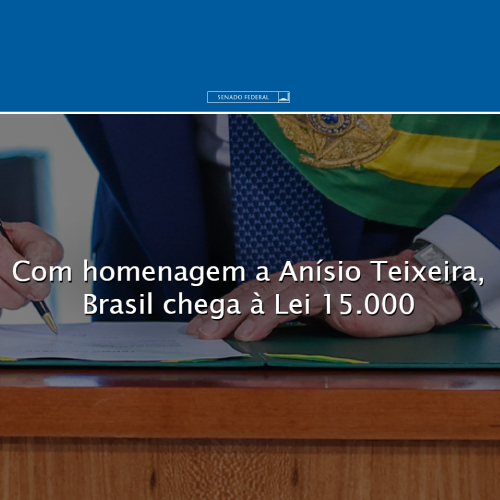 SENADO FEDERAL
Com homenagem a Anísio Teixeira,
Brasil chega à Lei 15.000